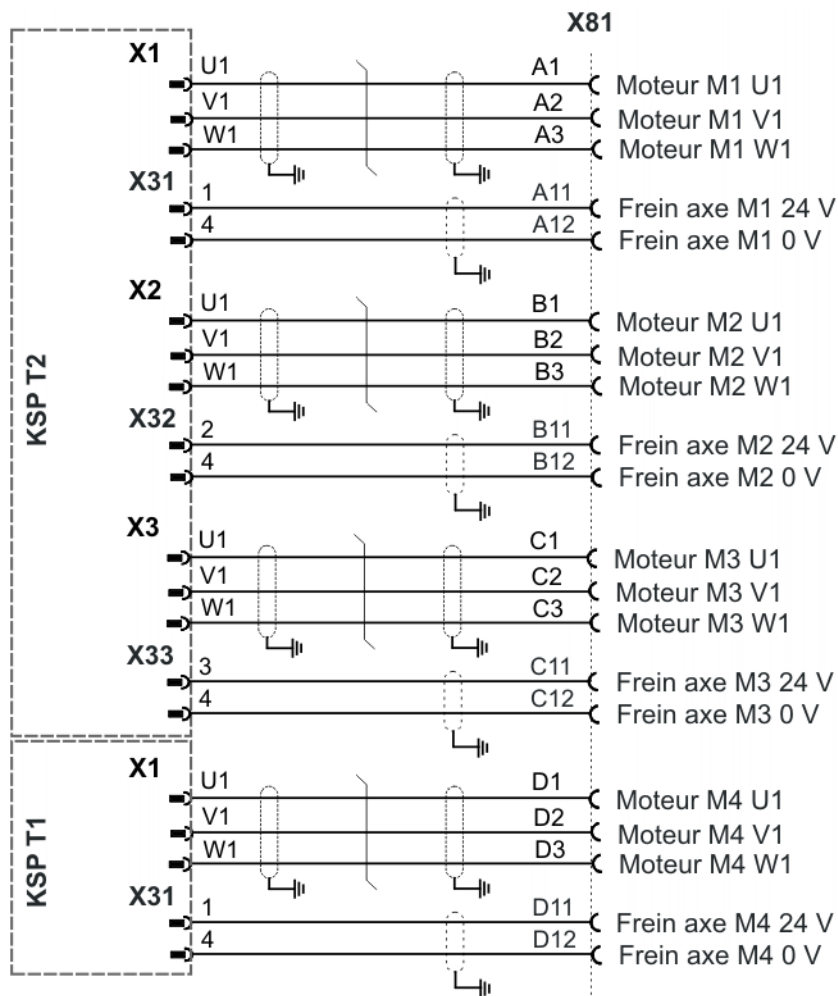 X81
KSP T2
X1
U1 A1 Moteur M1 U1
V1 A2 Moteur M1 V1
W1 A3 Moteur M1 W1
X31
1 A11 Frein axe M1 24 V
4 A12 Frein axe M1 0 V
X2
U1 B1 Moteur M2 U1
V1 B2 Moteur M2 V1
W1 B3 Moteur M2 W1
X32
2 B11 Frein axe M2 24 V
4 B12 Frein axe M2 0 V
X3
U1 C1 Moteur M3 U1
V1 C2 Moteur M3 V1
W1 C3 Moteur M3 W1
X33
3 C11 Frein axe M3 24 V
4 C12 Frein axe M3 0 V
KSP T1
X1
U1 D1 Moteur M4 U1
V1 D2 Moteur M4 V1
W1 D3 Moteur M4 W1
X31
1 D11 Frein axe M4 24 V
4 D12 Frein axe M4 0 V